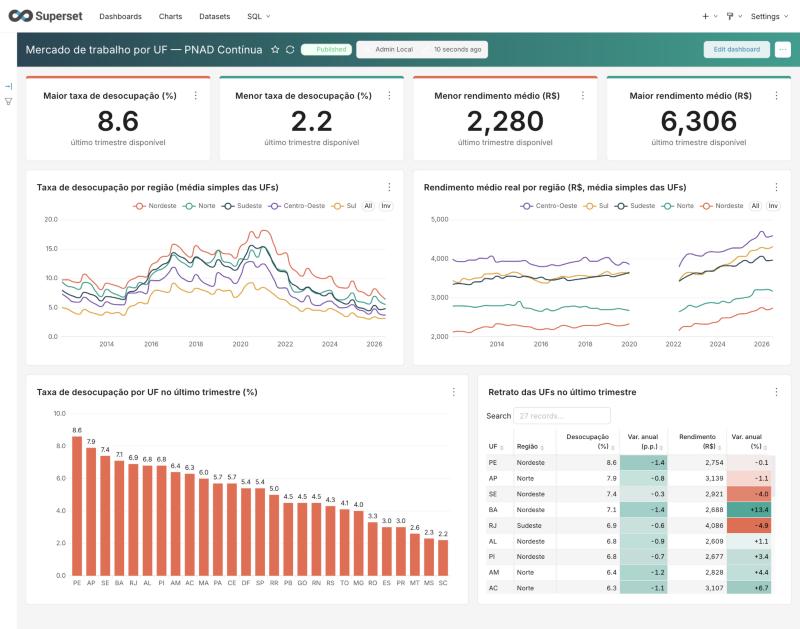 Superset
Dashboards
Charts
Datasets
SQL
Settings
Mercado de trabalho por UF — PNAD Contínua
Published
Admin Local
10 seconds ago
Edit dashboard
Maior taxa de desocupação (%)
8.6
último trimestre disponível
Menor taxa de desocupação (%)
2.2
último trimestre disponível
Menor rendimento médio (R$)
2,280
último trimestre disponível
Maior rendimento médio (R$)
6,306
último trimestre disponível
Taxa de desocupação por região (média simples das UFs)
Nordeste Norte Sudeste Centro-Oeste Sul All Inv
20.0
15.0
10.0
5.0
0.0
2014 2016 2018 2020 2022 2024 2026
Rendimento médio real por região (R$, média simples das UFs)
Centro-Oeste Sul Sudeste Norte Nordeste All Inv
5,000
4,000
3,000
2,000
2014 2016 2018 2020 2022 2024 2026
Taxa de desocupação por UF no último trimestre (%)
10.0
8.0
6.0
4.0
2.0
0.0
8.6 7.9 7.4 7.1 6.9 6.8 6.8 6.4 6.3 6.0 5.7 5.7 5.4 5.4 5.0 4.5 4.5 4.5 4.3 4.1 4.0 3.3 3.0 3.0 2.6 2.3 2.2
PE AP SE BA RJ AL PI AM AC MA PA CE DF SP RR PB GO RN RS TO MG RO ES PR MT MS SC
Retrato das UFs no último trimestre
Search 27 records...
UF Região Desocupação (%) Var. anual (p.p.) Rendimento (R$) Var. anual (%)
PE Nordeste 8.6 -1.4 2,754 -0.1
AP Norte 7.9 -0.8 3,139 -1.1
SE Nordeste 7.4 -0.3 2,921 -4.0
BA Nordeste 7.1 -1.4 2,688 +13.4
RJ Sudeste 6.9 -0.6 4,086 -4.9
AL Nordeste 6.8 -0.9 2,609 +1.1
PI Nordeste 6.8 -0.7 2,677 +3.4
AM Norte 6.4 -1.2 2,828 +4.4
AC Norte 6.3 -1.1 3,107 +6.7